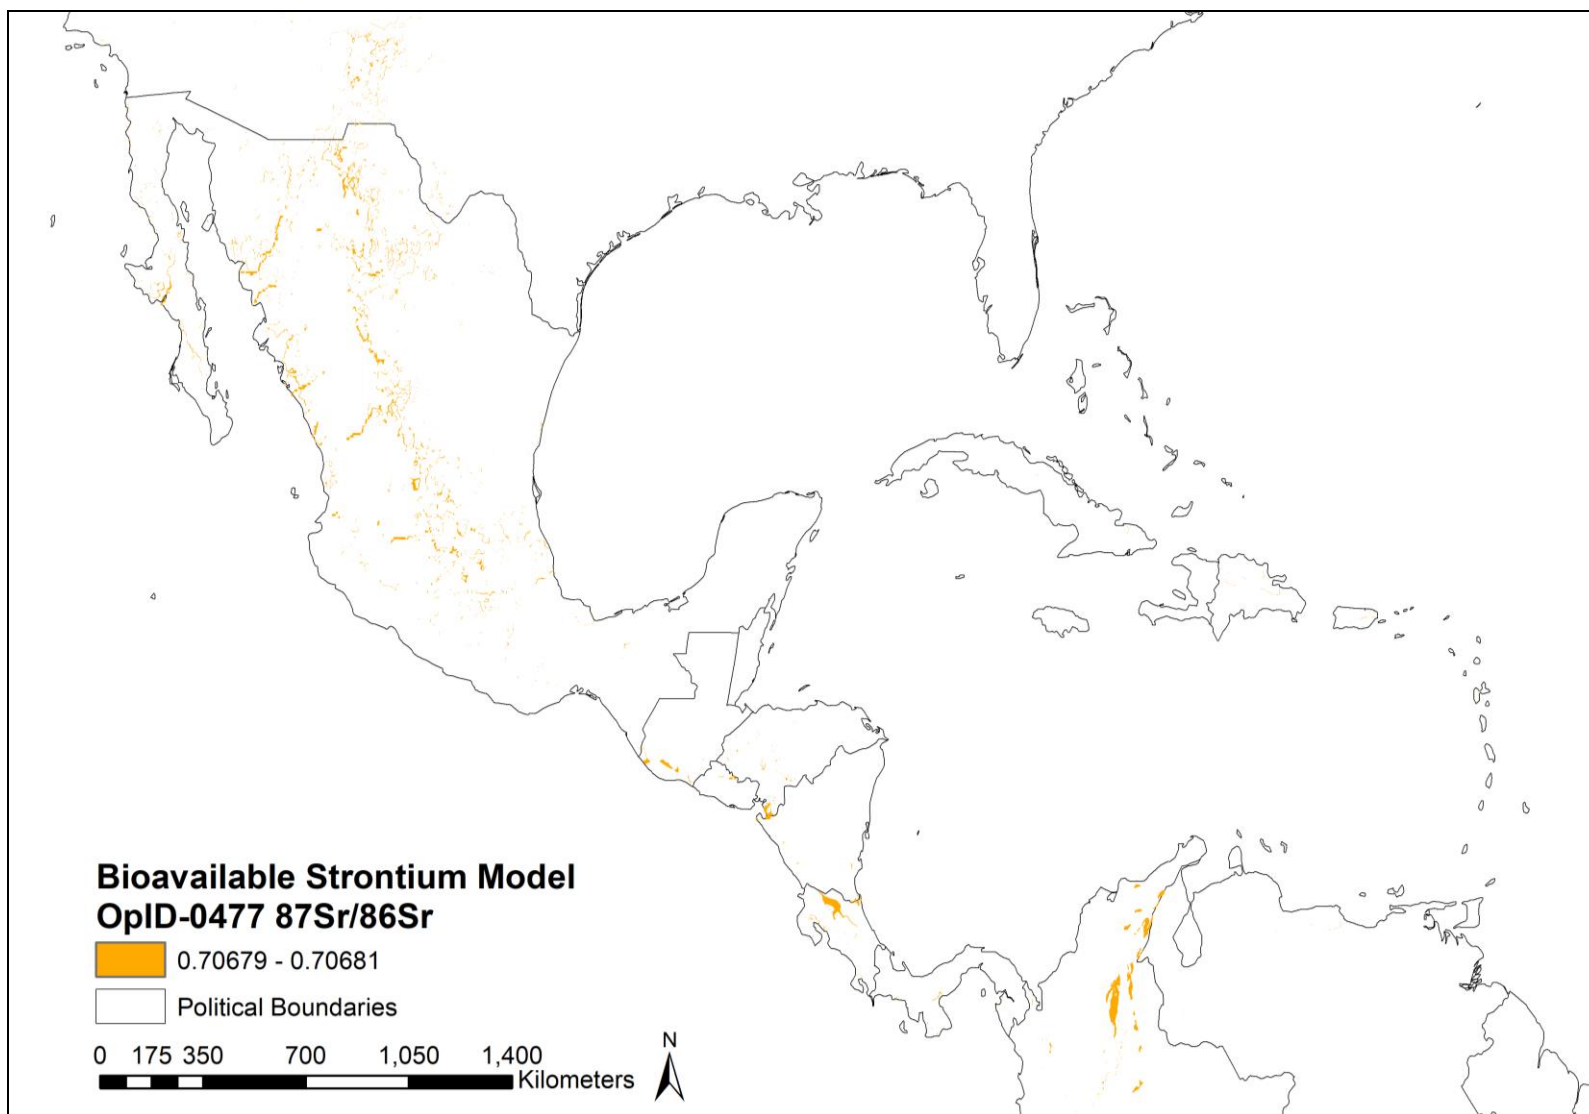 Bioavailable Strontium Model
OpID-0477 87Sr/86Sr
0.70679 - 0.70681
Political Boundaries
0 175 350 700 1,050 1,400
Kilometers
N